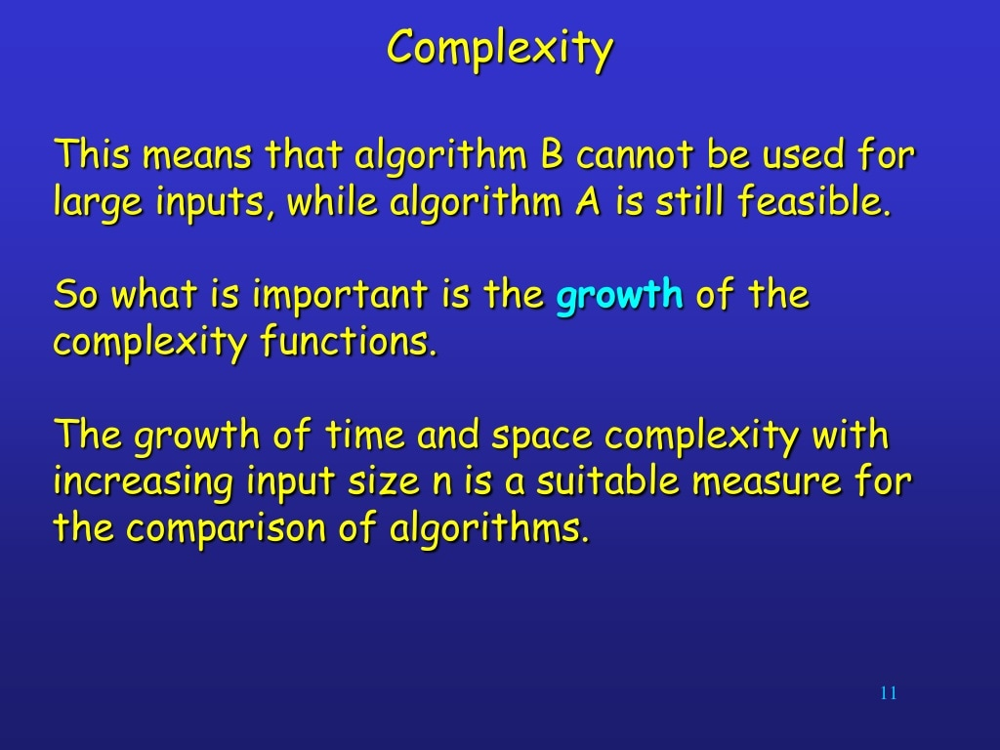 Complexity
This means that algorithm B cannot be used for
large inputs, while algorithm A is still feasible.
So what is important is the growth of the
complexity functions.
The growth of time and space complexity with
increasing input size n is a suitable measure for
the comparison of algorithms.
11